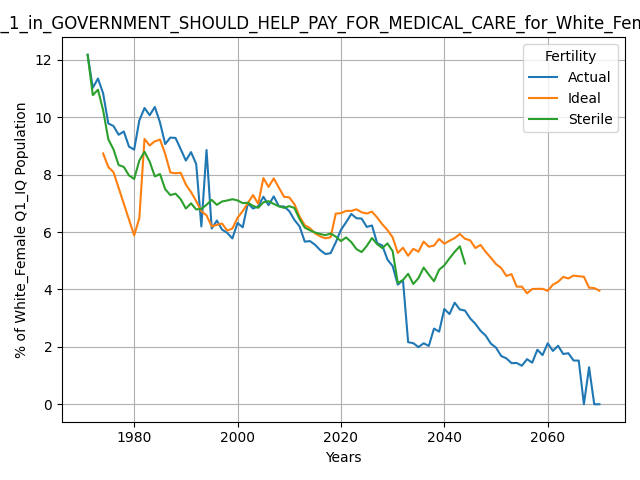 _1_in_GOVERNMENT_SHOULD_HELP_PAY_FOR_MEDICAL_CARE_for_White_Fem
Fertility
Actual
Ideal
Sterile
% of White_Female Q1_IQ Population
12
10
8
6
4
2
0
1980 2000 2020 2040 2060
Years